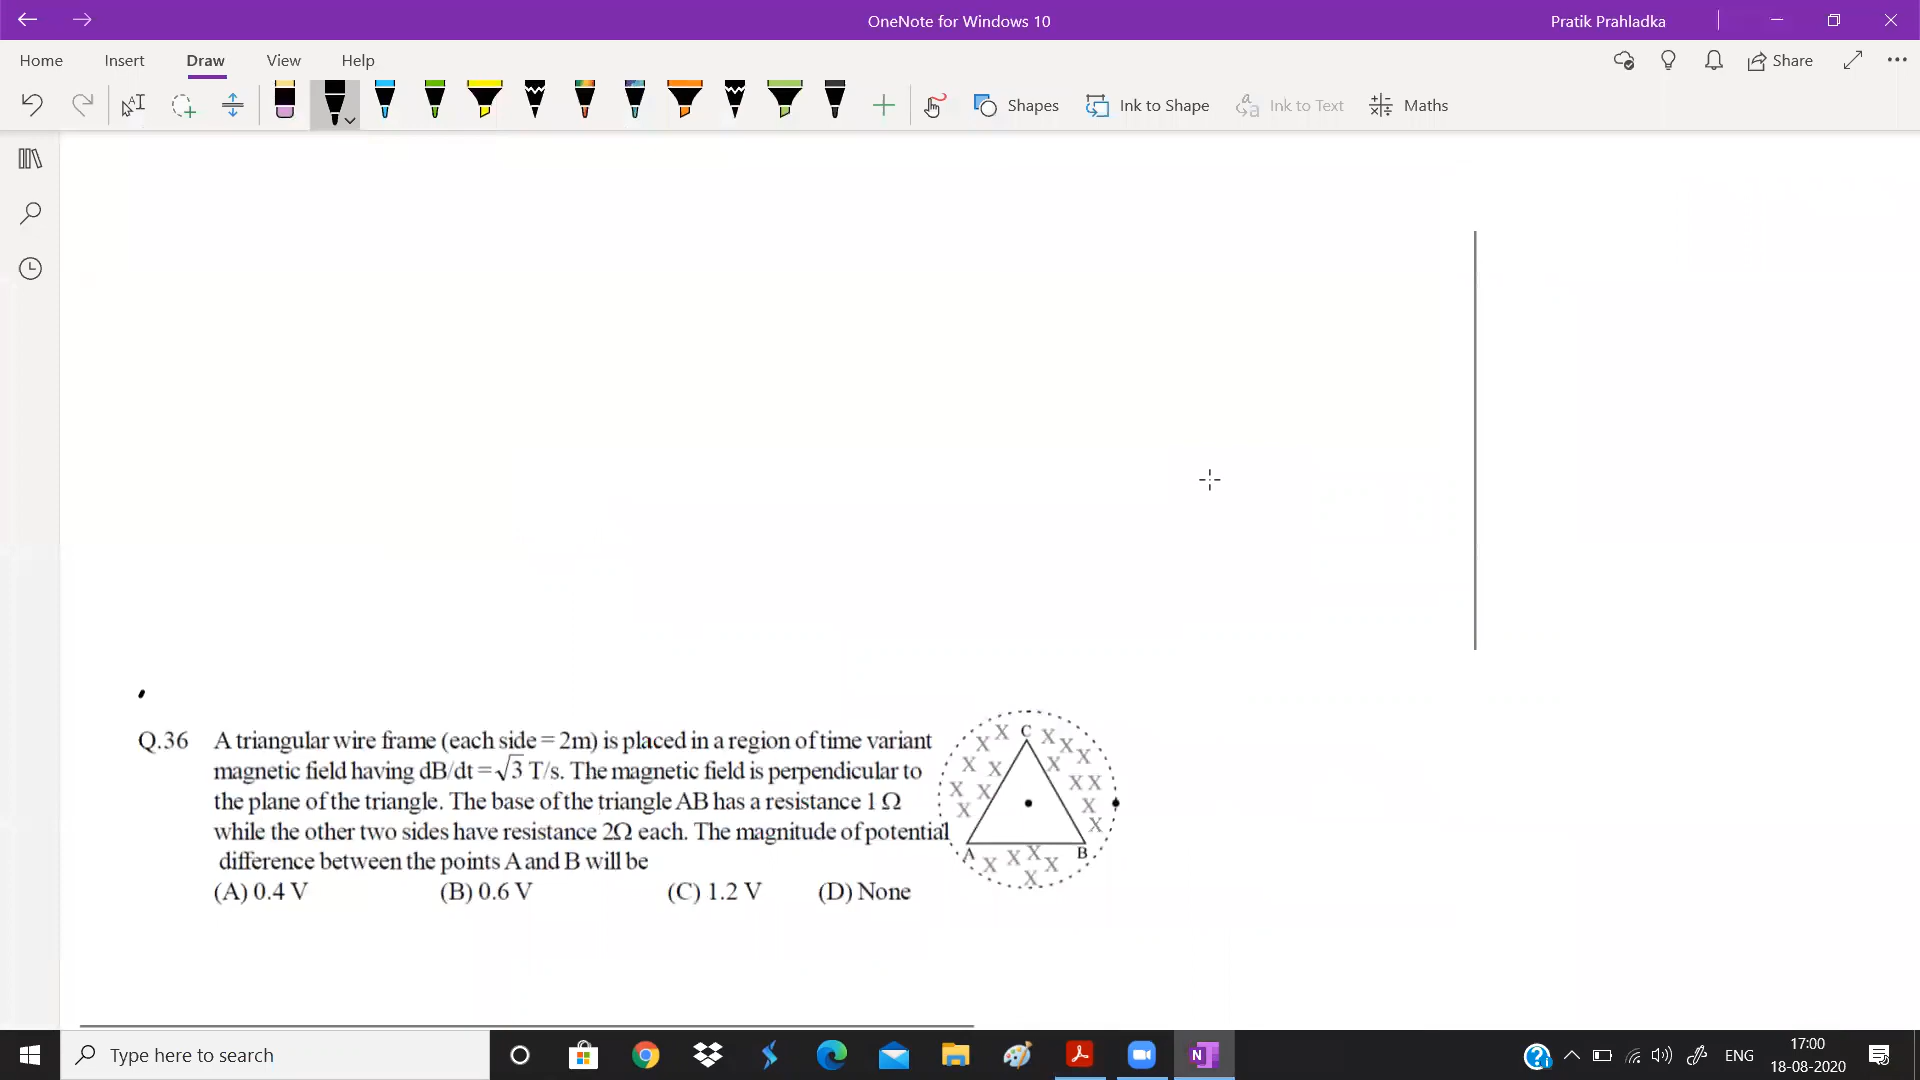 OneNote for Windows 10
Pratik Prahladka
Home Insert Draw View Help
Share
Shapes Ink to Shape Ink to Text Maths
Q.36 A triangular wire frame (each side = 2m) is placed in a region of time variant
magnetic field having dB/dt = √3 T/s. The magnetic field is perpendicular to
the plane of the triangle. The base of the triangle AB has a resistance 1 Ω
while the other two sides have resistance 2Ω each. The magnitude of potential
difference between the points A and B will be
(A) 0.4 V (B) 0.6 V (C) 1.2 V (D) None
C
A B
Type here to search
ENG
17:00
18-08-2020